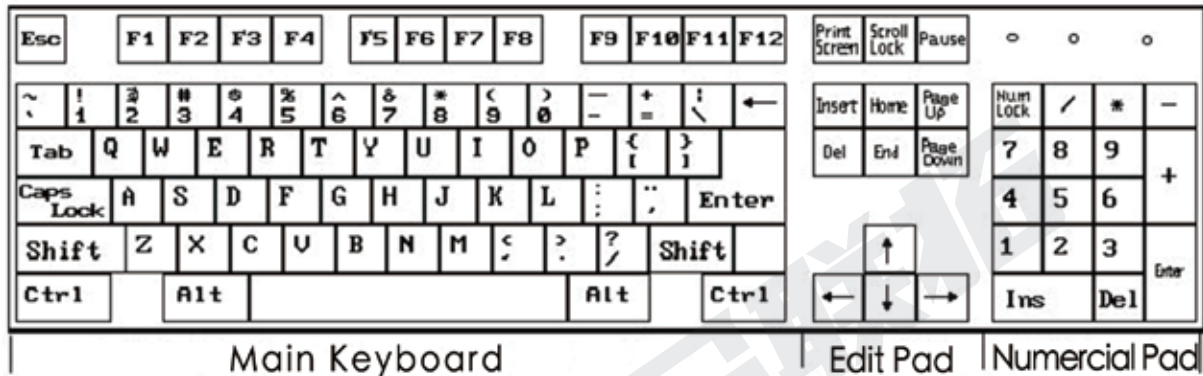 Esc F1 F2 F3 F4 F5 F6 F7 F8 F9 F10 F11 F12 Print Screen Scroll Lock Pause
~ ` ! 1 @ 2 # 3 $ 4 % 5 ^ 6 & 7 * 8 ( 9 ) 0 — - + = ¦ \ ← Insert Home Page Up Num Lock / * −
Tab Q W E R T Y U I O P { [ } ] Del End Page Down 7 8 9 +
Caps Lock A S D F G H J K L : ; " , Enter 4 5 6
Shift Z X C V B N M < , > . ? / Shift ↑ 1 2 3 Enter
Ctrl Alt Alt Ctrl ← ↓ → Ins Del
Main Keyboard Edit Pad Numercial Pad